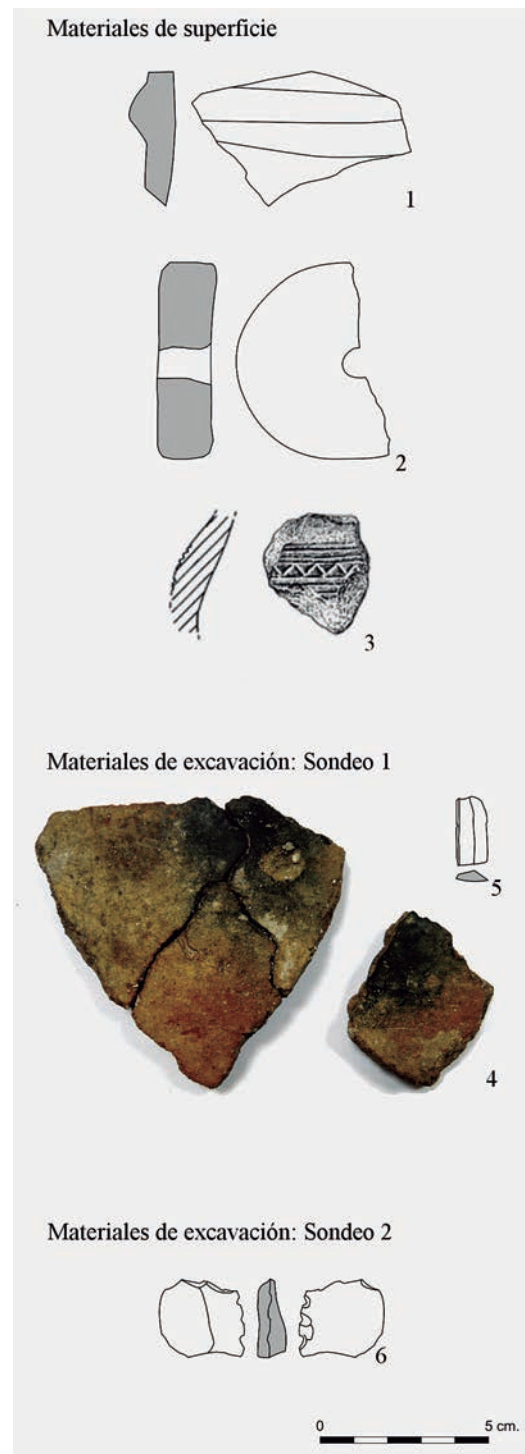 Materiales de superficie
1
2
3
Materiales de excavación: Sondeo 1
5
4
Materiales de excavación: Sondeo 2
6
0 5 cm.